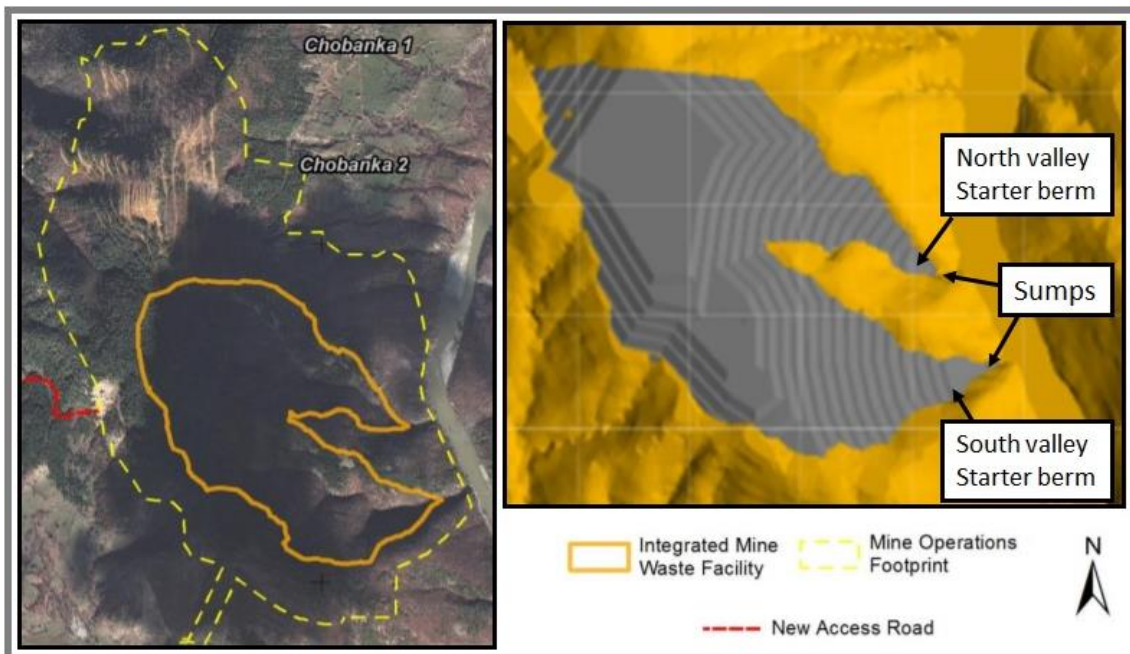 Chobanka 1
Chobanka 2
North valley
Starter berm
Sumps
South valley
Starter berm
Integrated Mine
Waste Facility
Mine Operations
Footprint
N
New Access Road